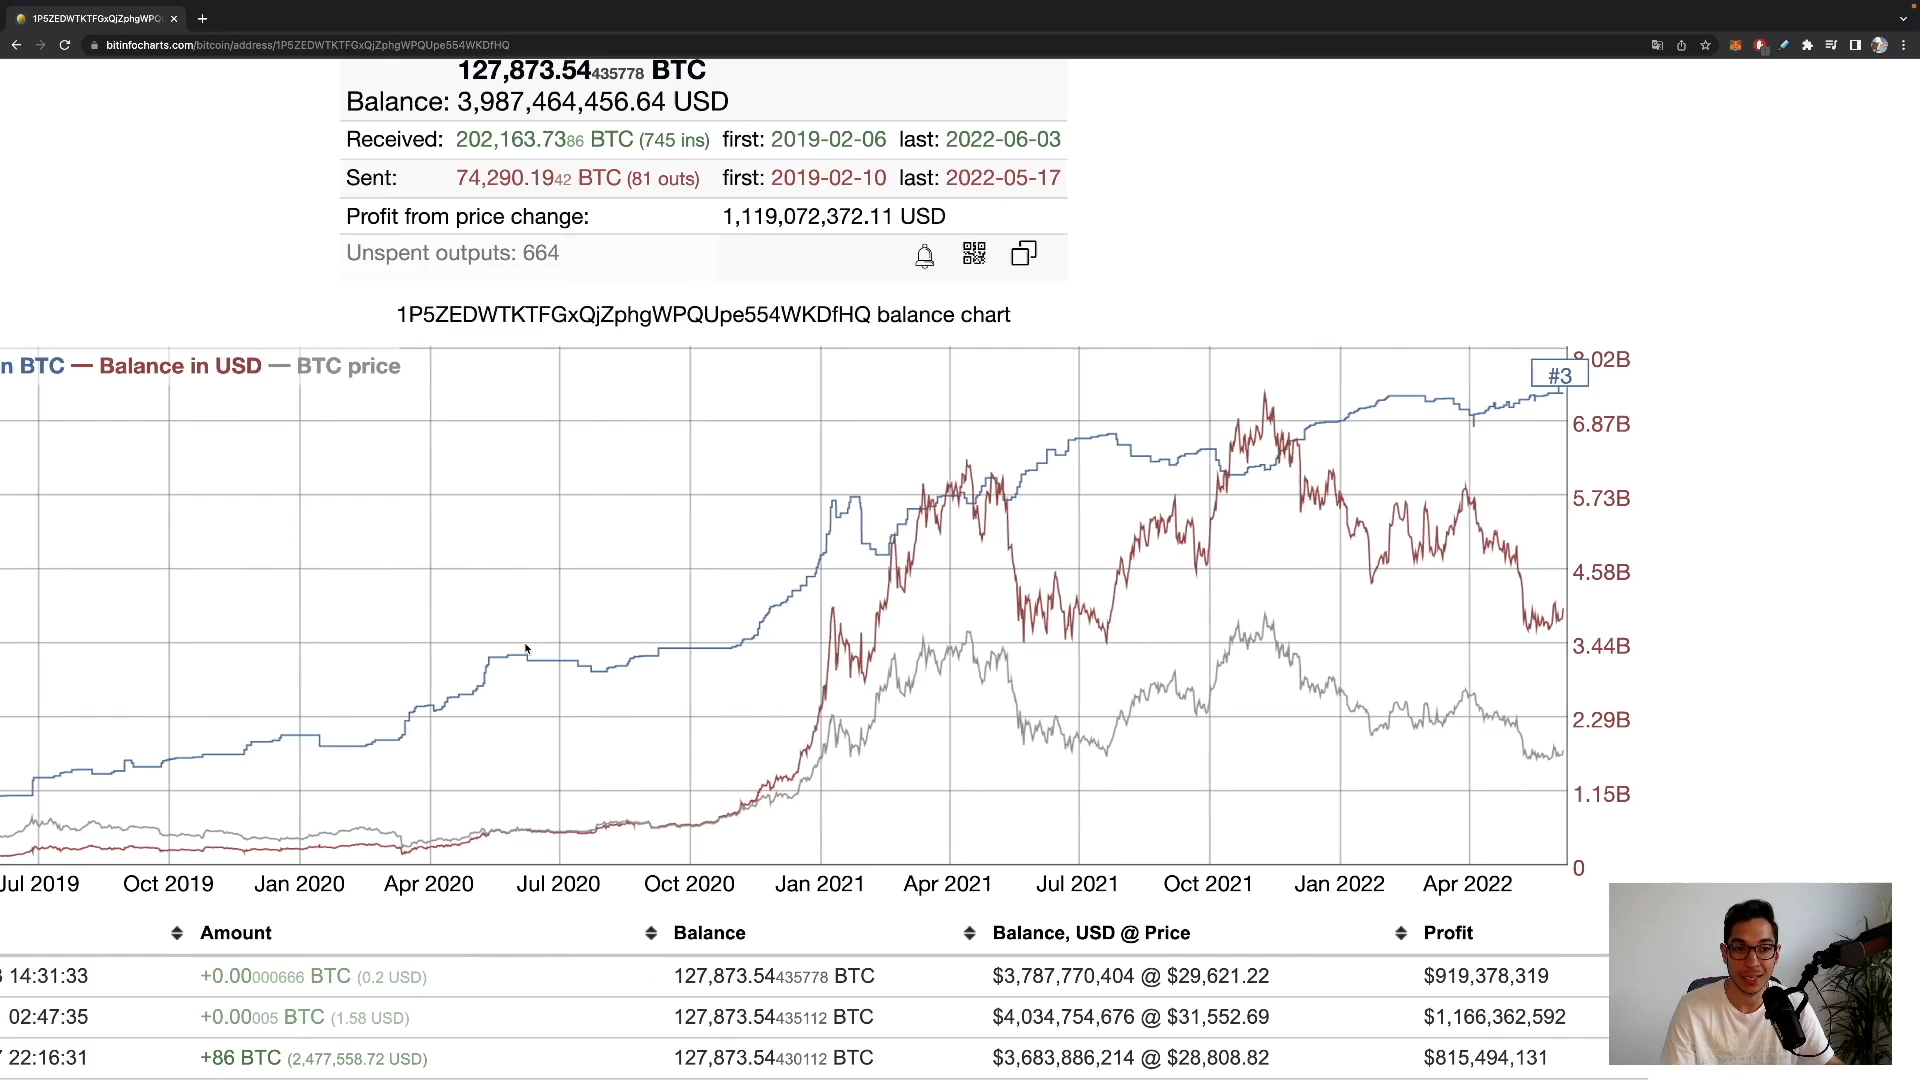 1P5ZEDWTKTFGxQjZphgWPQ
bitinfocharts.com/bitcoin/address/1P5ZEDWTKTFGxQjZphgWPQUpe554WKDfHQ
127,873.54435778 BTC
Balance: 3,987,464,456.64 USD
Received: 202,163.7386 BTC (745 ins) first: 2019-02-06 last: 2022-06-03
Sent: 74,290.1942 BTC (81 outs) first: 2019-02-10 last: 2022-05-17
Profit from price change: 1,119,072,372.11 USD
Unspent outputs: 664
1P5ZEDWTKTFGxQjZphgWPQUpe554WKDfHQ balance chart
n BTC — Balance in USD — BTC price
8.02B
#3
6.87B
5.73B
4.58B
3.44B
2.29B
1.15B
0
Jul 2019 Oct 2019 Jan 2020 Apr 2020 Jul 2020 Oct 2020 Jan 2021 Apr 2021 Jul 2021 Oct 2021 Jan 2022 Apr 2022
Amount Balance Balance, USD @ Price Profit
14:31:33 +0.00000666 BTC (0.2 USD) 127,873.54435778 BTC $3,787,770,404 @ $29,621.22 $919,378,319
02:47:35 +0.00005 BTC (1.58 USD) 127,873.54435112 BTC $4,034,754,676 @ $31,552.69 $1,166,362,592
22:16:31 +86 BTC (2,477,558.72 USD) 127,873.54430112 BTC $3,683,886,214 @ $28,808.82 $815,494,131